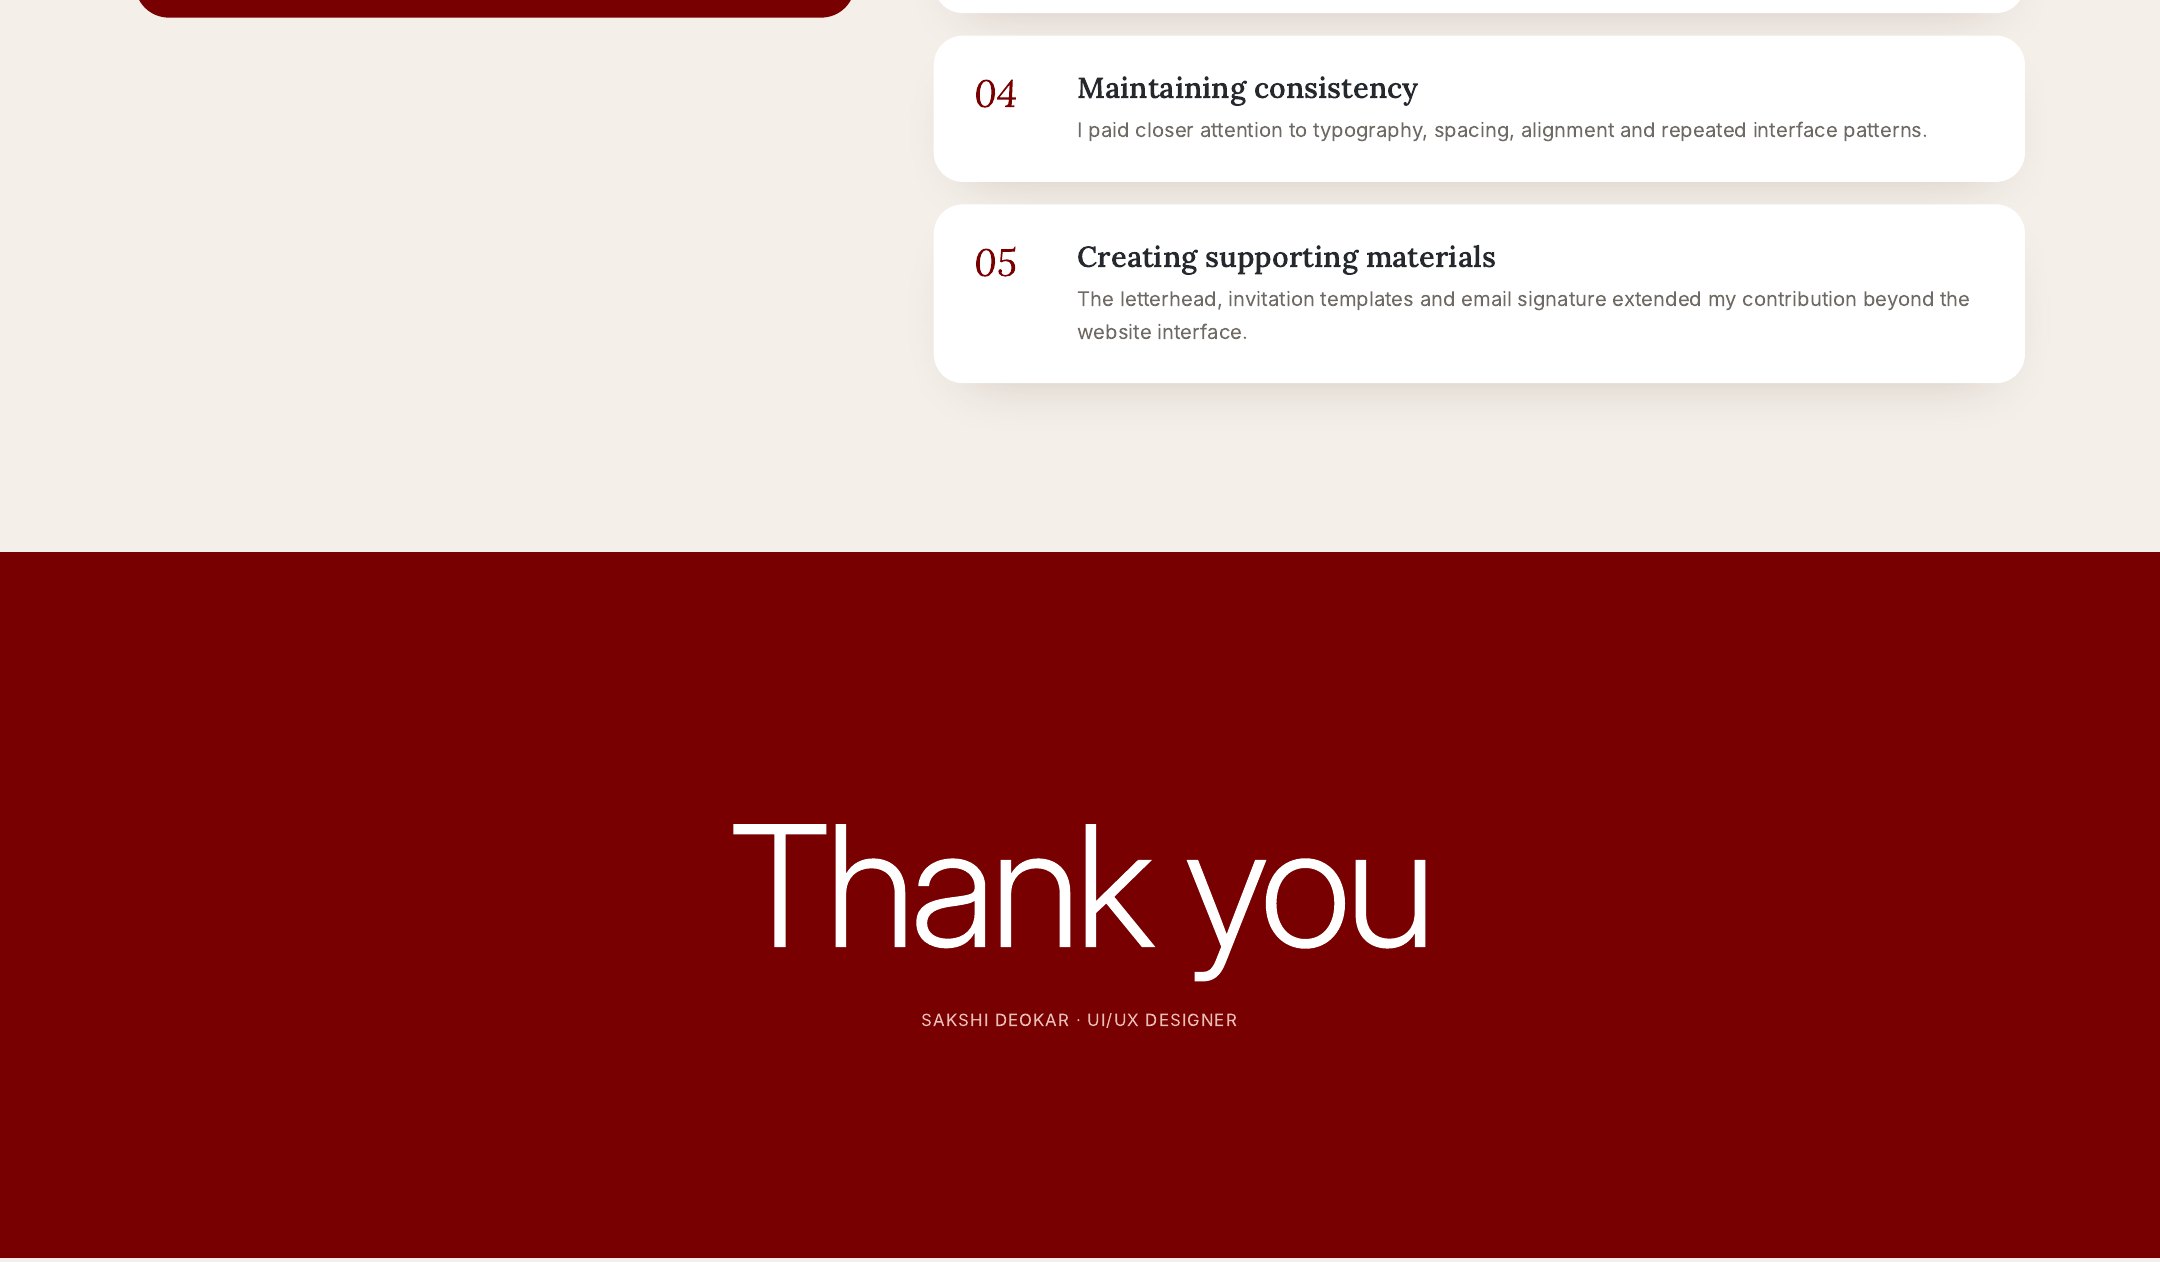 04
Maintaining consistency
I paid closer attention to typography, spacing, alignment and repeated interface patterns.
05
Creating supporting materials
The letterhead, invitation templates and email signature extended my contribution beyond the
website interface.
Thank you
SAKSHI DEOKAR · UI/UX DESIGNER